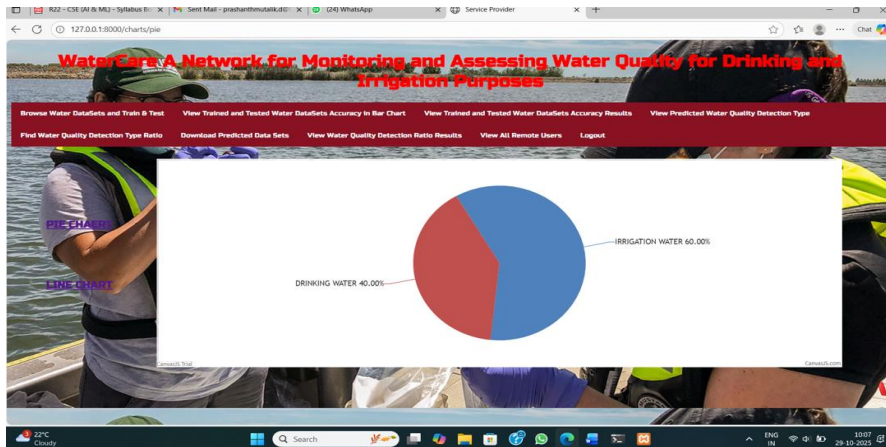 R22 - CSE (AI & ML) - Syllabus Bo
Sent Mail - prashanthmutalik.d@
(24) WhatsApp
Service Provider
127.0.0.1:8000/charts/pie
Chat
WaterCare A Network for Monitoring and Assessing Water Quality for Drinking and
Irrigation Purposes
Browse Water DataSets and Train & Test View Trained and Tested Water DataSets Accuracy in Bar Chart View Trained and Tested Water DataSets Accuracy Results View Predicted Water Quality Detection Type
Find Water Quality Detection Type Ratio Download Predicted Data Sets View Water Quality Detection Ratio Results View All Remote Users Logout
PIE CHAERT
IRRIGATION WATER 60.00%
DRINKING WATER 40.00%
LINE CHART
CanvasJS Trial
CanvasJS.com
22°C
Cloudy
Search
ENG
IN
10:07
29-10-2025